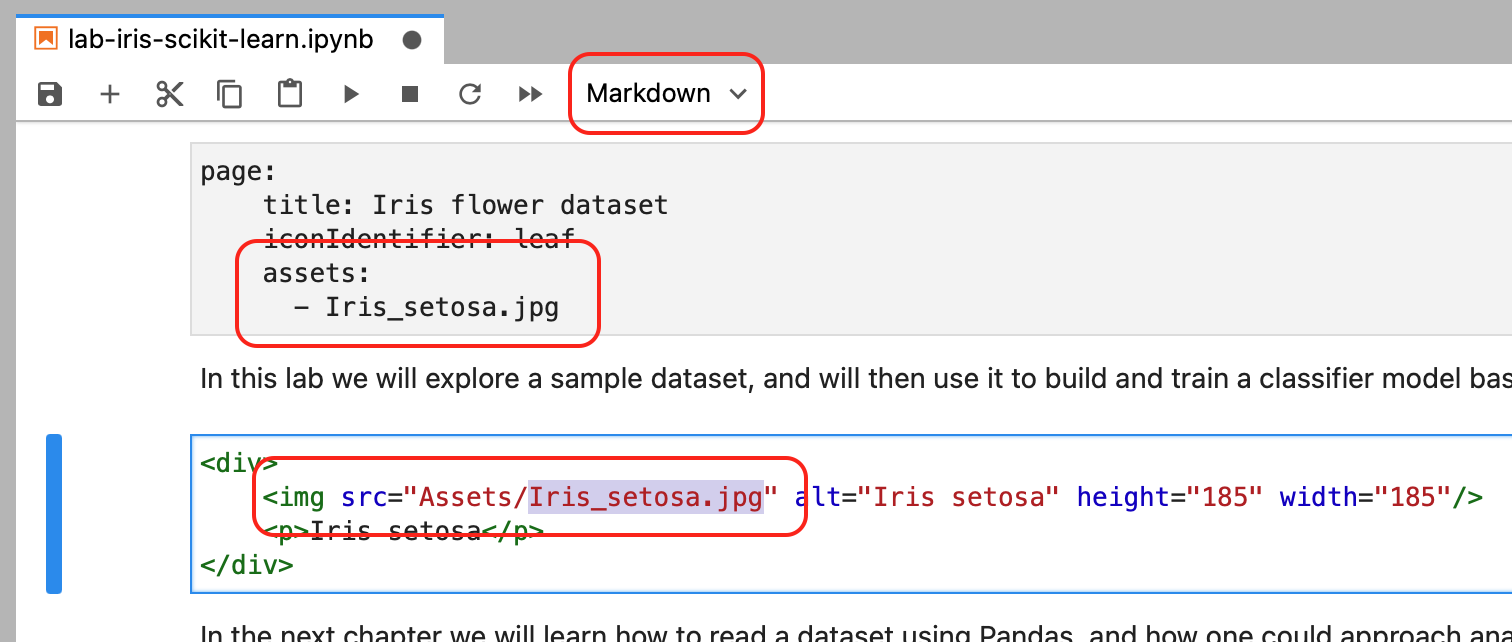 lab-iris-scikit-learn.ipynb
Markdown
page:
title: Iris flower dataset
iconIdentifier: leaf
assets:
- Iris_setosa.jpg
In this lab we will explore a sample dataset, and will then use it to build and train a classifier model bas
<div>
<img src="Assets/Iris_setosa.jpg" alt="Iris setosa" height="185" width="185"/>
<p>Iris setosa</p>
</div>
In the next chapter we will learn how to read a dataset using Pandas, and how one could approach ana